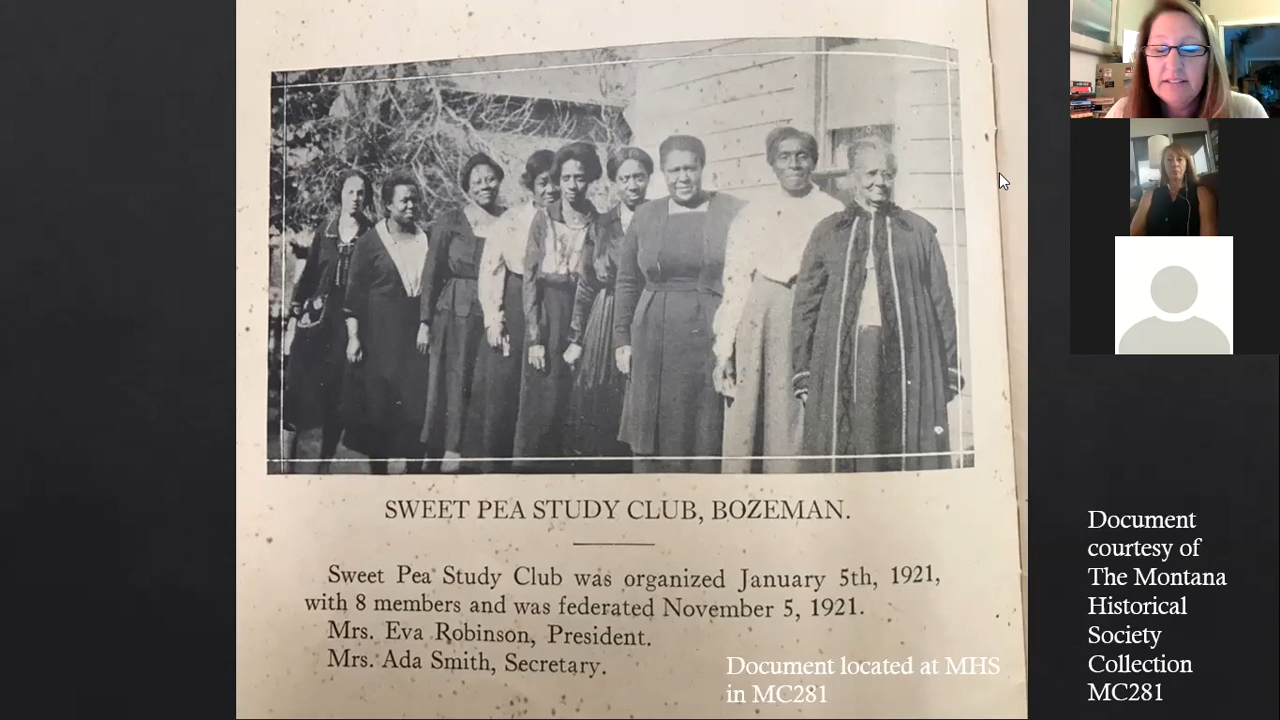 SWEET PEA STUDY CLUB, BOZEMAN.
Sweet Pea Study Club was organized January 5th, 1921,
with 8 members and was federated November 5, 1921.
Mrs. Eva Robinson, President.
Mrs. Ada Smith, Secretary.
Document located at MHS
in MC281
Document
courtesy of
The Montana
Historical
Society
Collection
MC281